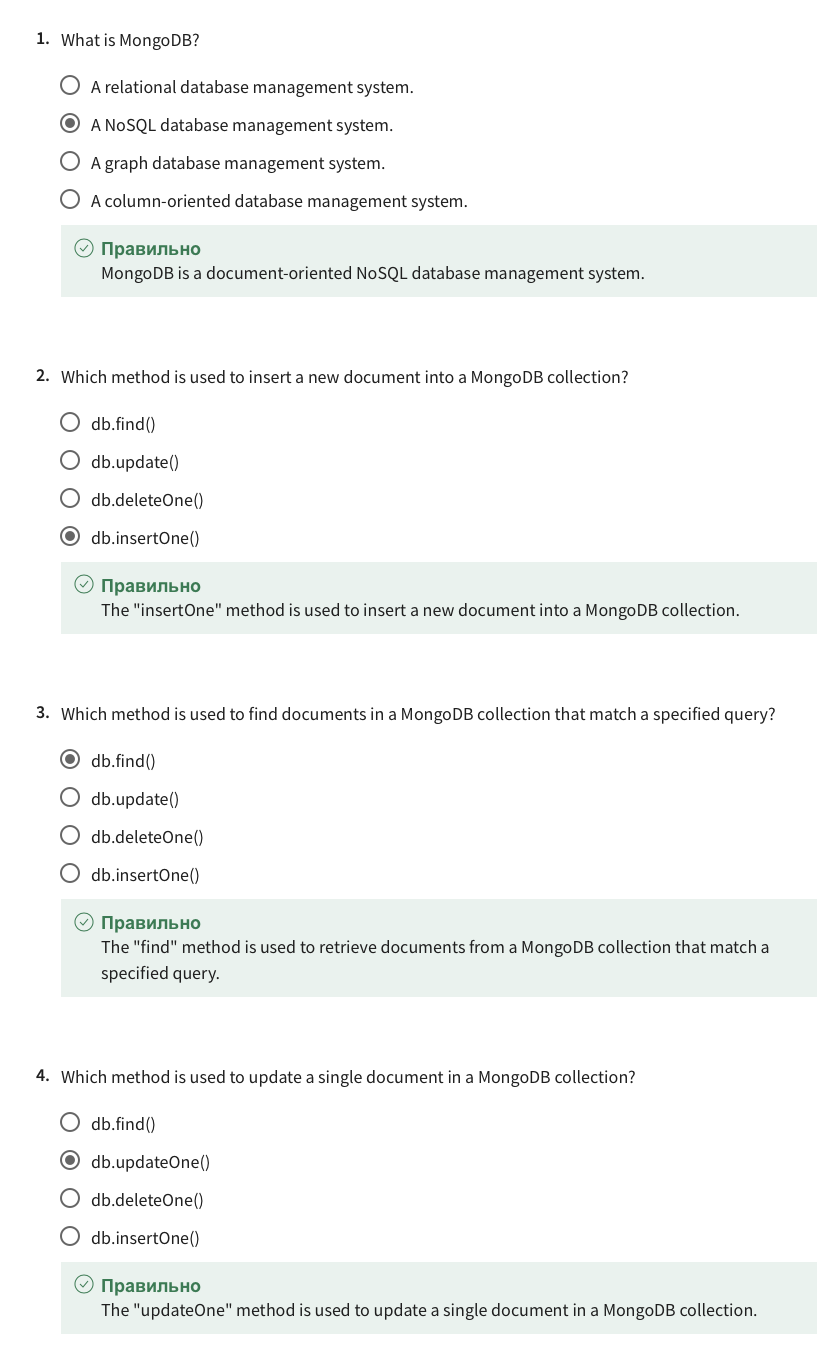 1. What is MongoDB?
A relational database management system.
A NoSQL database management system.
A graph database management system.
A column-oriented database management system.
Правильно
MongoDB is a document-oriented NoSQL database management system.
2. Which method is used to insert a new document into a MongoDB collection?
db.find()
db.update()
db.deleteOne()
db.insertOne()
Правильно
The "insertOne" method is used to insert a new document into a MongoDB collection.
3. Which method is used to find documents in a MongoDB collection that match a specified query?
db.find()
db.update()
db.deleteOne()
db.insertOne()
Правильно
The "find" method is used to retrieve documents from a MongoDB collection that match a
specified query.
4. Which method is used to update a single document in a MongoDB collection?
db.find()
db.updateOne()
db.deleteOne()
db.insertOne()
Правильно
The "updateOne" method is used to update a single document in a MongoDB collection.